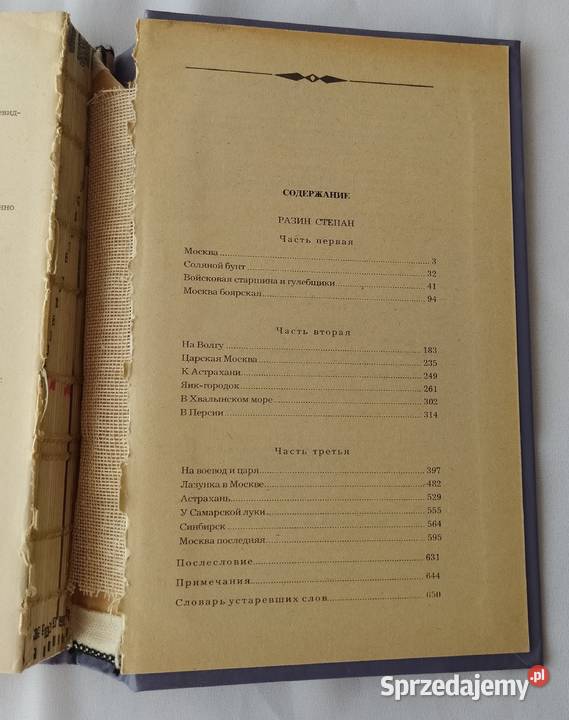 евид-
нно
СОДЕРЖАНИЕ
РАЗИН СТЕПАН
Часть первая
Москва 3
Соляной бунт 32
Войсковая старшина и гулебщики 41
Москва боярская 94
Часть вторая
На Волгу 183
Царская Москва 235
К Астрахани 249
Яик-городок 261
В Хвалынском море 302
В Персии 314
Часть третья
На воевод и царя 397
Лазунка в Москве 482
Астрахань 529
У Самарской луки 555
Синбирск 564
Москва последняя 595
Послесловие 631
Примечания 644
Словарь устаревших слов 650
Sprzedajemy.pl